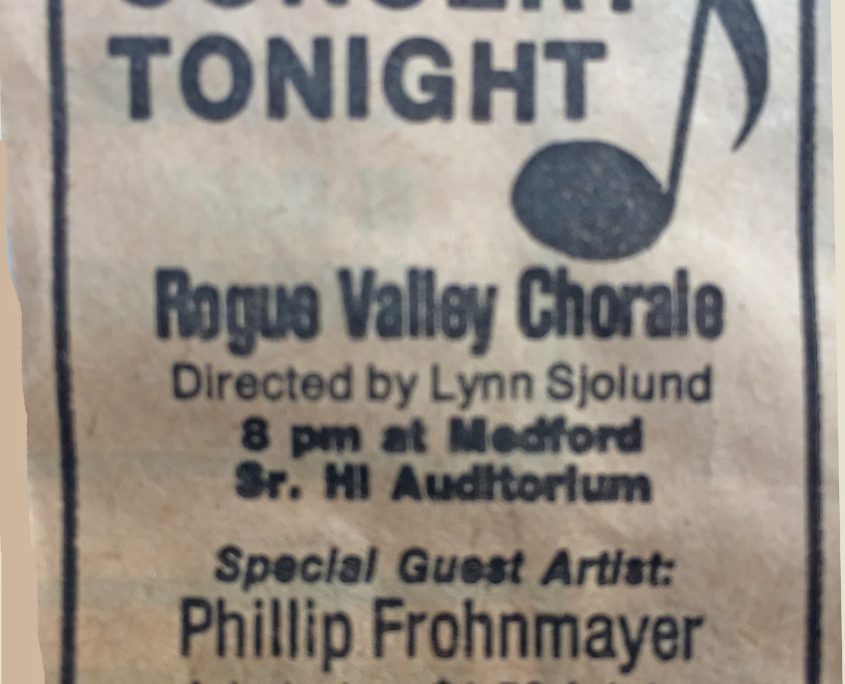 CONCERT
TONIGHT
Rogue Valley Chorale
Directed by Lynn Sjolund
8 pm at Medford
Sr. Hi Auditorium
Special Guest Artist:
Phillip Frohnmayer